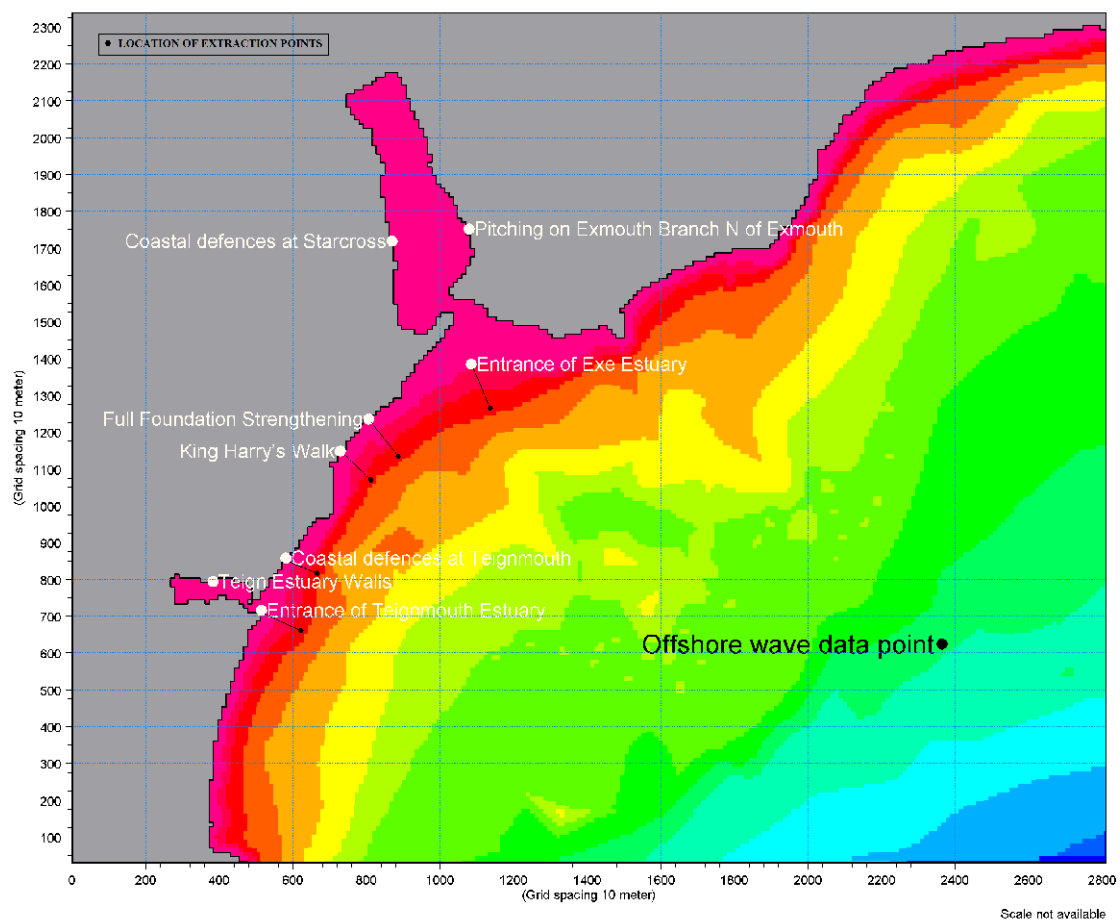 2300
• LOCATION OF EXTRACTION POINTS
2200
2100
2000
1900
1800
Pitching on Exmouth Branch N of Exmouth
Coastal defences at Starcross
1700
1600
1500
1400
Entrance of Exe Estuary
1300
Full Foundation Strengthening
1200
King Harry's Walk
1100
1000
(Grid spacing 10 meter)
900
Coastal defences at Teignmouth
800
Teign Estuary Walls
700
Entrance of Teignmouth Estuary
Offshore wave data point
600
500
400
300
200
100
0 200 400 600 800 1000 1200 1400 1600 1800 2000 2200 2400 2600 2800
(Grid spacing 10 meter)
Scale not available